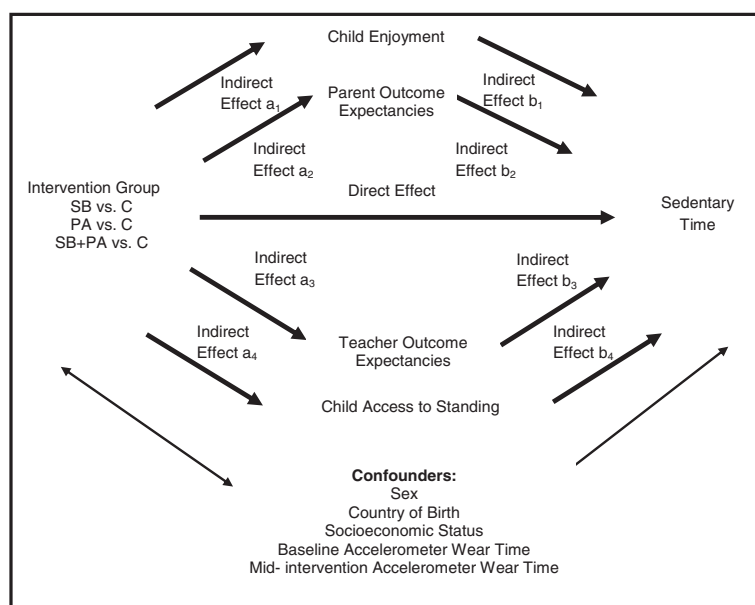 Child Enjoyment
Indirect
Effect a₁
Indirect
Effect b₁
Parent Outcome
Expectancies
Indirect
Effect a₂
Indirect
Effect b₂
Intervention Group
SB vs. C
PA vs. C
SB+PA vs. C
Direct Effect
Sedentary
Time
Indirect
Effect a₃
Indirect
Effect b₃
Indirect
Effect a₄
Teacher Outcome
Expectancies
Indirect
Effect b₄
Child Access to Standing
Confounders:
Sex
Country of Birth
Socioeconomic Status
Baseline Accelerometer Wear Time
Mid- intervention Accelerometer Wear Time